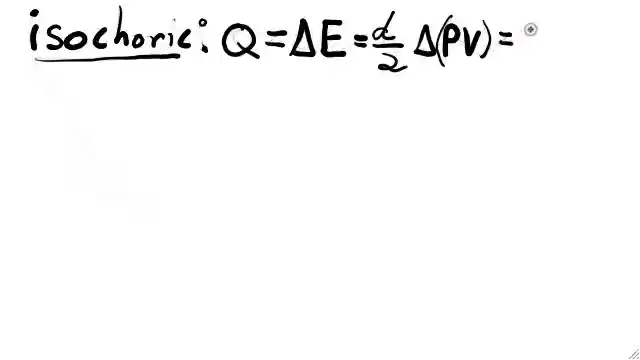 isochoric: Q = ΔE = d/2 Δ(PV) =